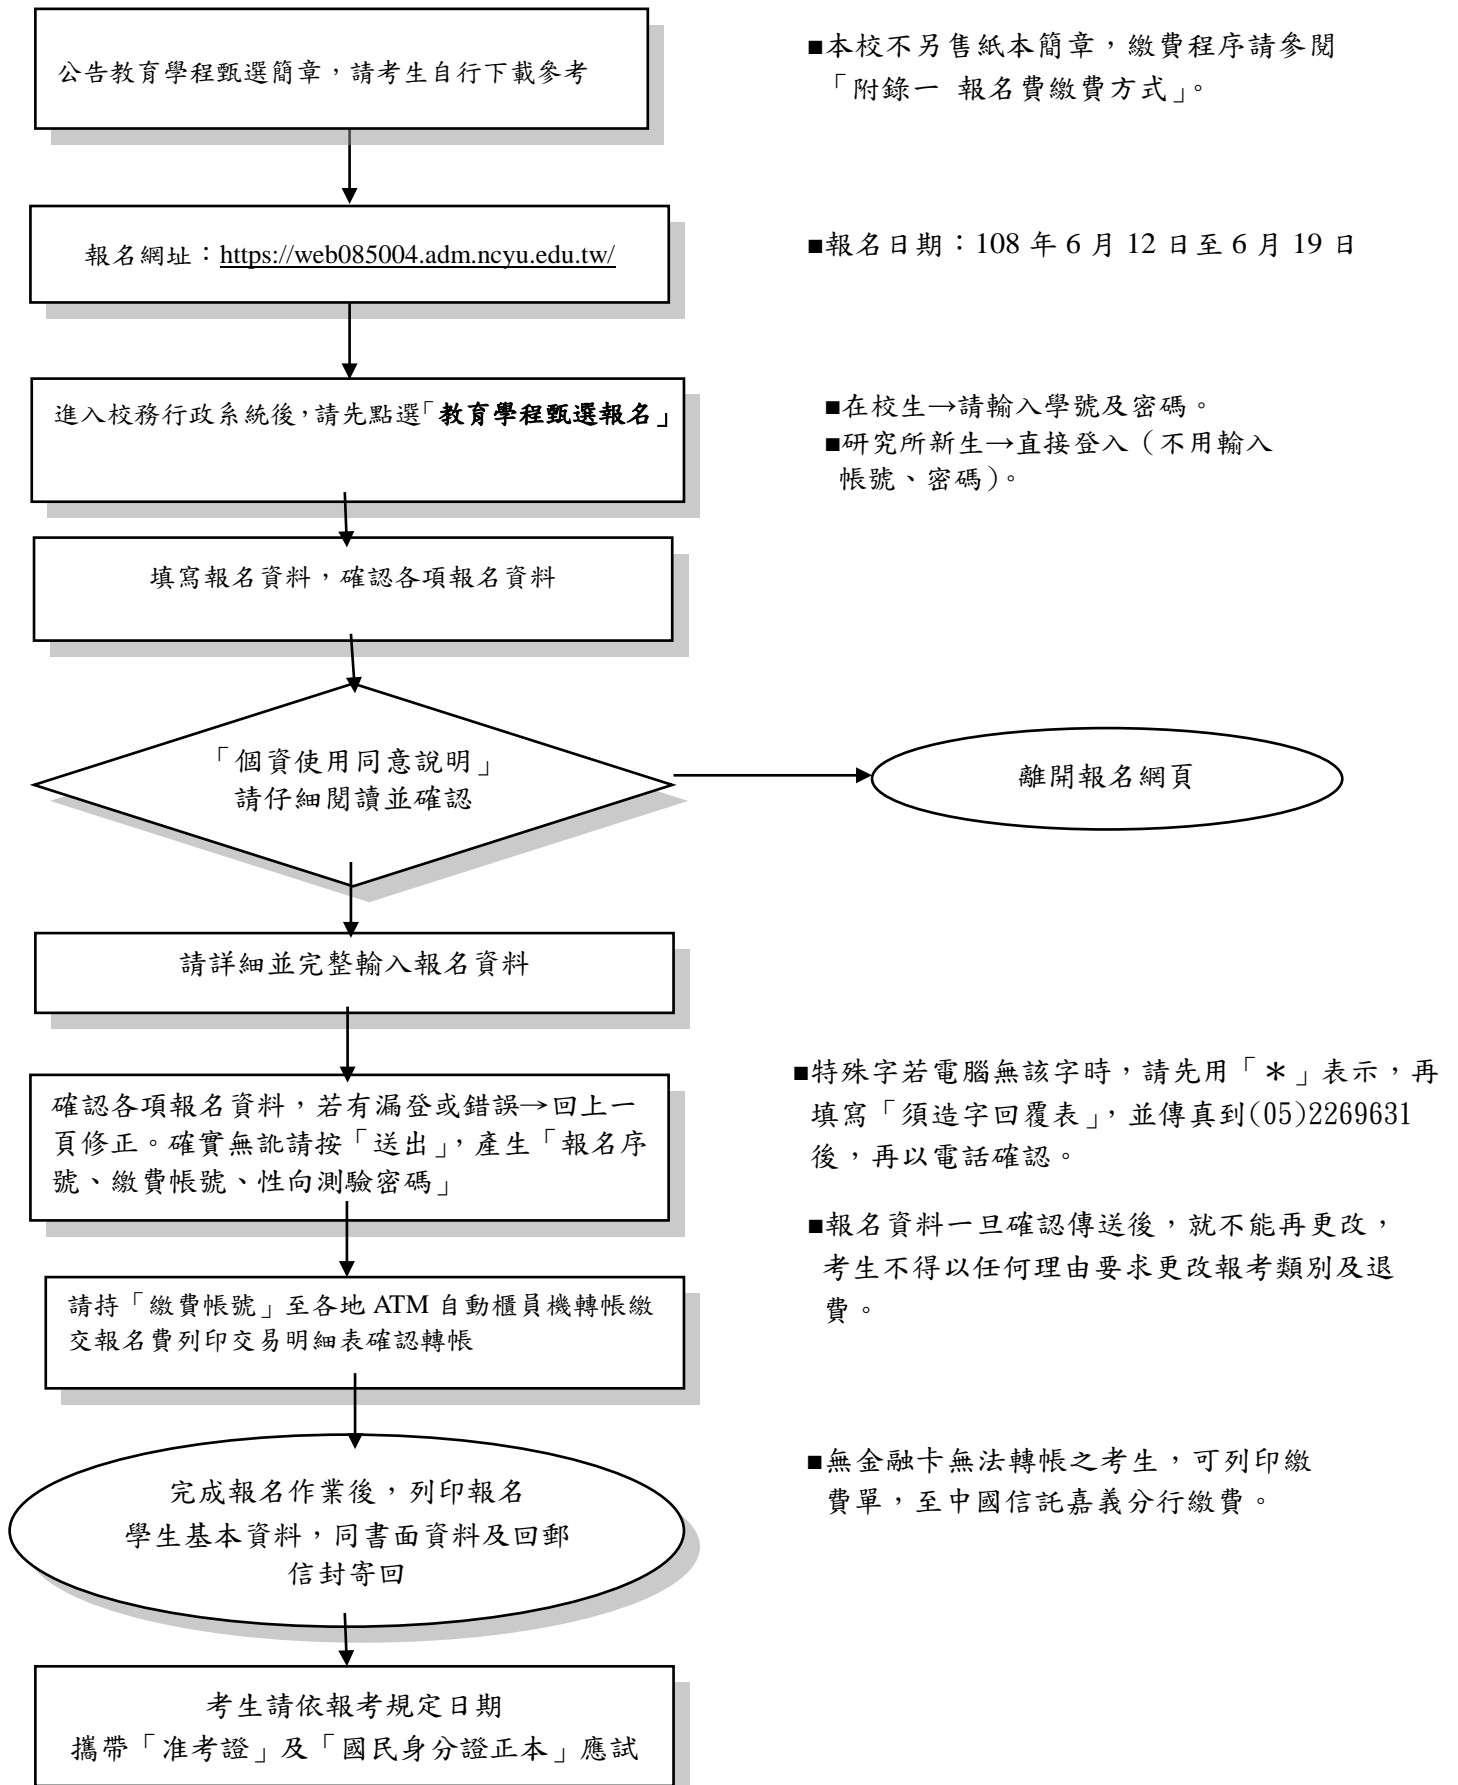 公告教育學程甄選簡章，請考生自行下載參考
■本校不另售紙本簡章，繳費程序請參閱
「附錄一 報名費繳費方式」。
報名網址：https://web085004.adm.ncyu.edu.tw/
■報名日期：108 年 6 月 12 日至 6 月 19 日
進入校務行政系統後，請先點選「教育學程甄選報名」
■在校生→請輸入學號及密碼。
■研究所新生→直接登入（不用輸入
帳號、密碼）。
填寫報名資料，確認各項報名資料
「個資使用同意說明」
請仔細閱讀並確認
離開報名網頁
請詳細並完整輸入報名資料
確認各項報名資料，若有漏登或錯誤→回上一
頁修正。確實無訛請按「送出」，產生「報名序
號、繳費帳號、性向測驗密碼」
■特殊字若電腦無該字時，請先用「＊」表示，再
填寫「須造字回覆表」，並傳真到(05)2269631
後，再以電話確認。
■報名資料一旦確認傳送後，就不能再更改，
考生不得以任何理由要求更改報考類別及退
費。
請持「繳費帳號」至各地 ATM 自動櫃員機轉帳繳
交報名費列印交易明細表確認轉帳
完成報名作業後，列印報名
學生基本資料，同書面資料及回郵
信封寄回
■無金融卡無法轉帳之考生，可列印繳
費單，至中國信託嘉義分行繳費。
考生請依報考規定日期
攜帶「准考證」及「國民身分證正本」應試